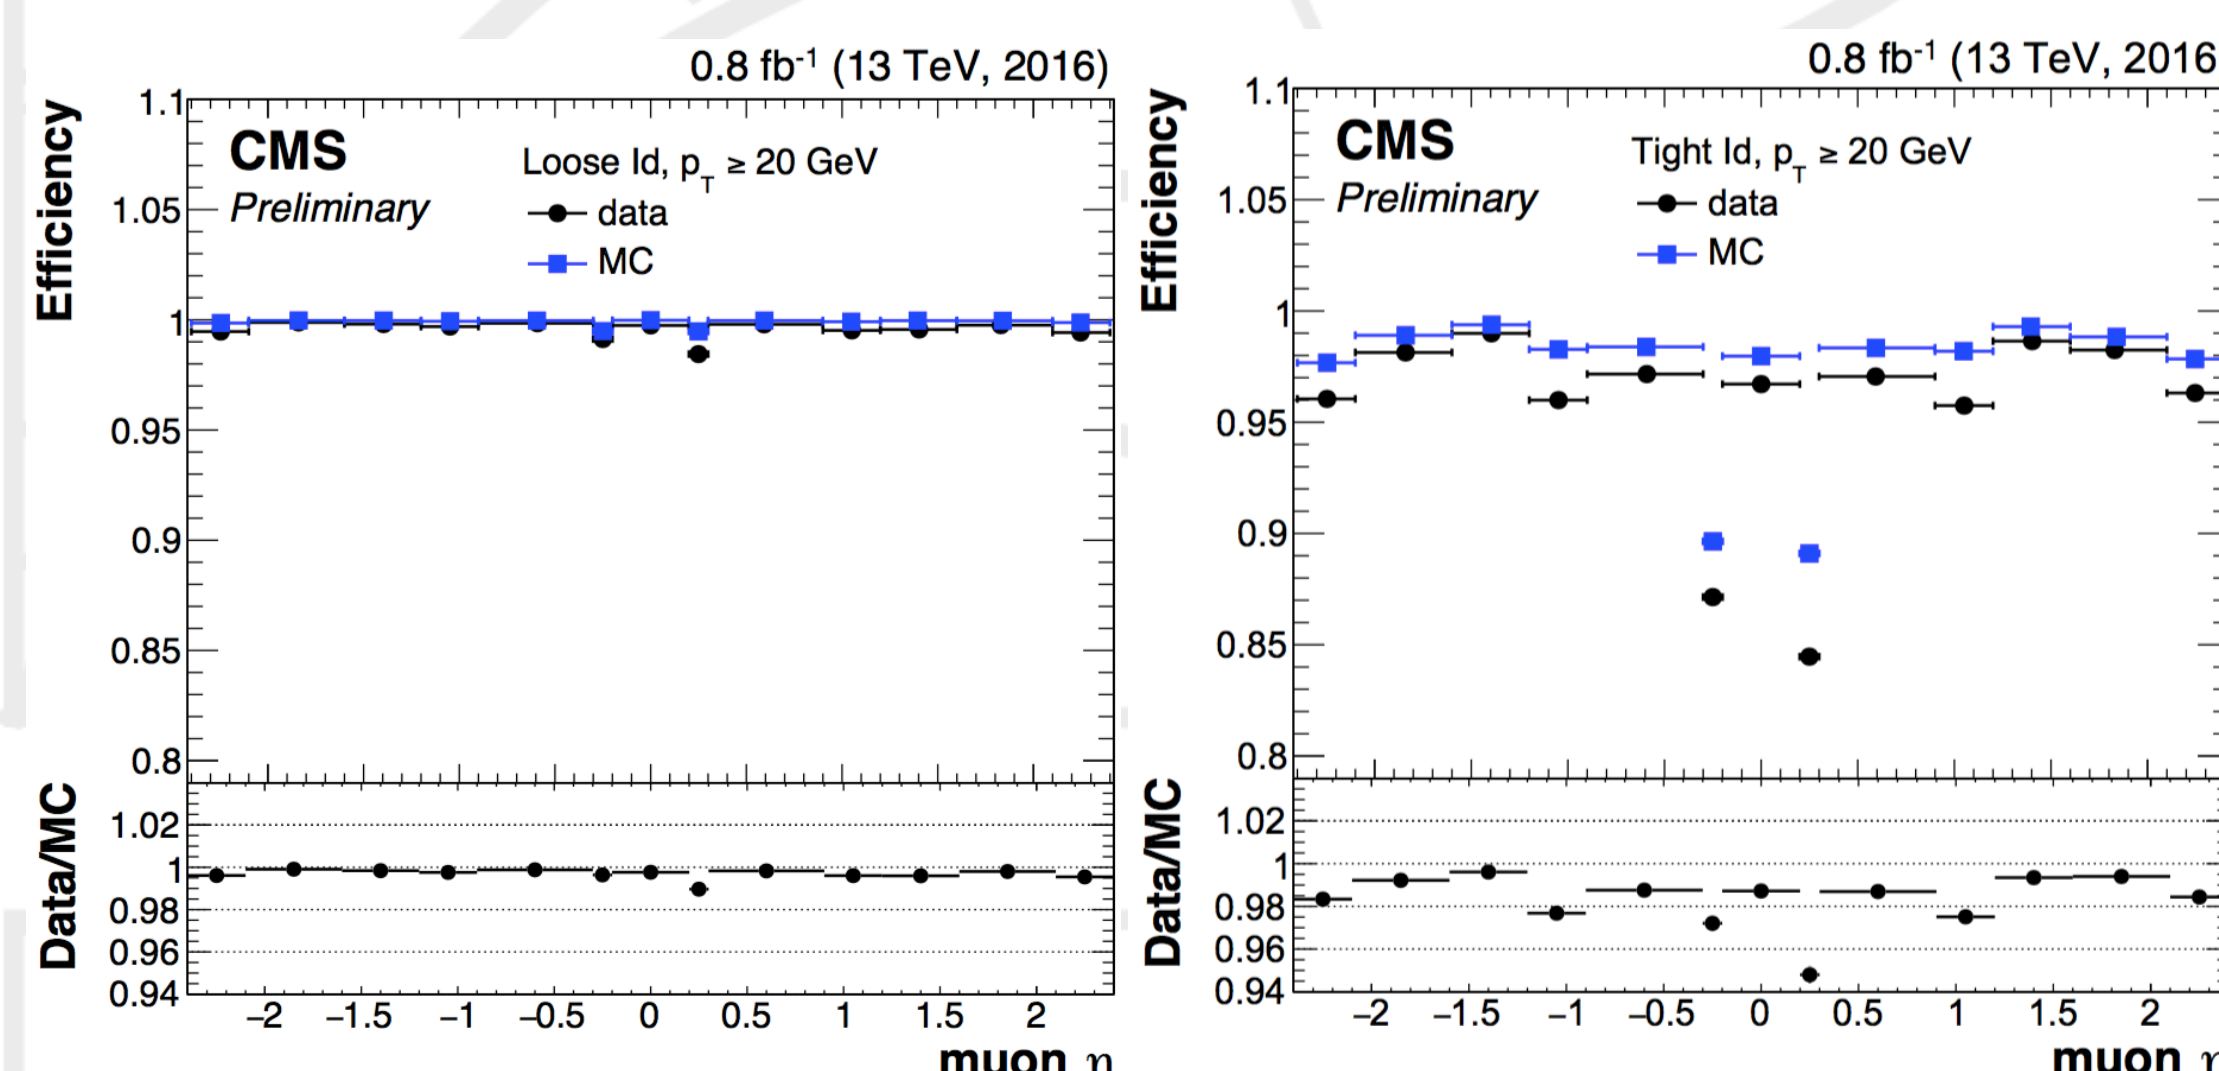 0.8 fb⁻¹ (13 TeV, 2016)
Efficiency
CMS
Preliminary
Loose Id, p_T ≥ 20 GeV
data
MC
1.1
1.05
1
0.95
0.9
0.85
0.8
Data/MC
1.02
1
0.98
0.96
0.94
−2 −1.5 −1 −0.5 0 0.5 1 1.5 2
muon η
0.8 fb⁻¹ (13 TeV, 2016
Efficiency
CMS
Preliminary
Tight Id, p_T ≥ 20 GeV
data
MC
1.1
1.05
1
0.95
0.9
0.85
0.8
Data/MC
1.02
1
0.98
0.96
0.94
−2 −1.5 −1 −0.5 0 0.5 1 1.5 2
muon η